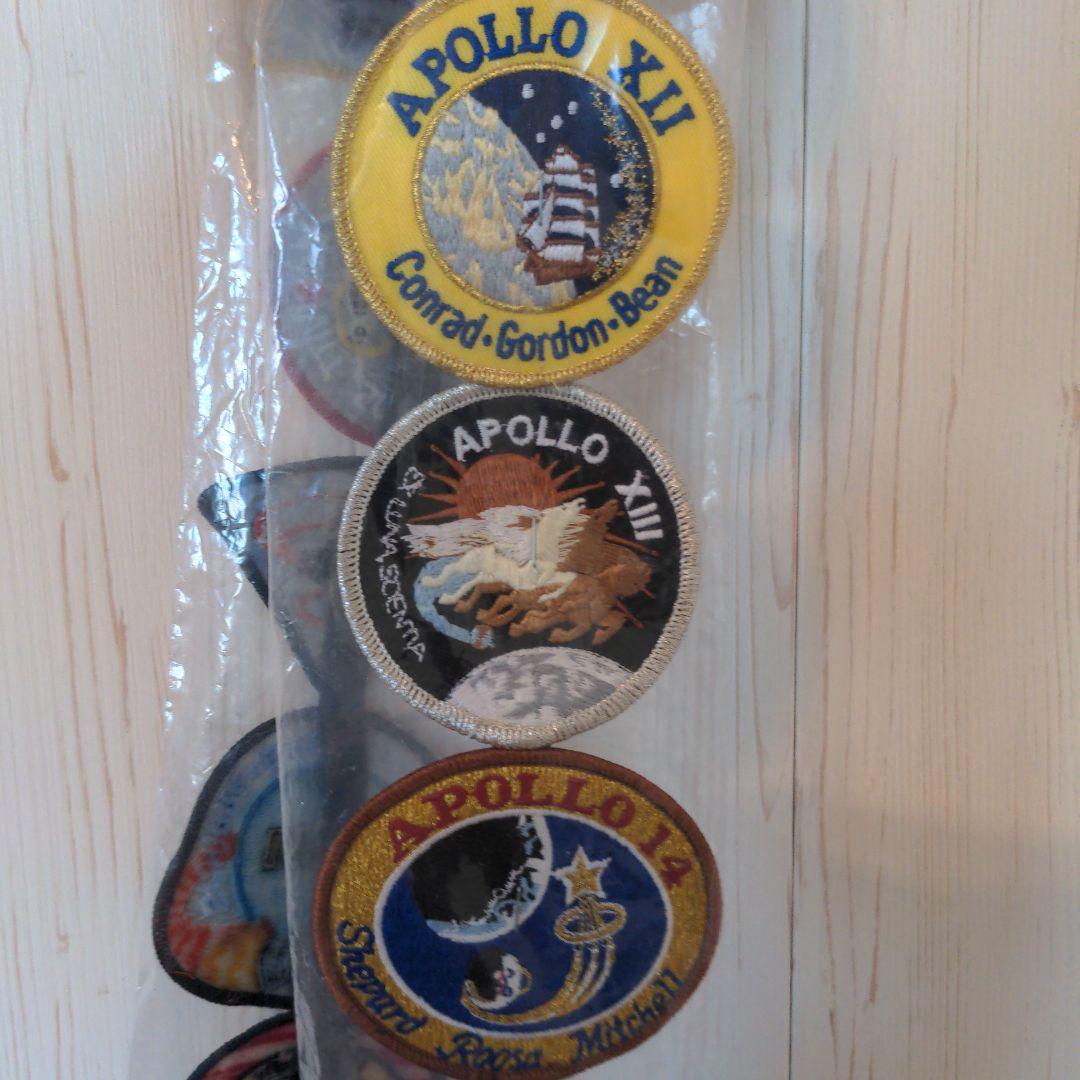 APOLLO XII
Conrad · Gordon · Bean
APOLLO XIII
EX LUNA, SCIENTIA
APOLLO 14
Shepard Roosa Mitchell